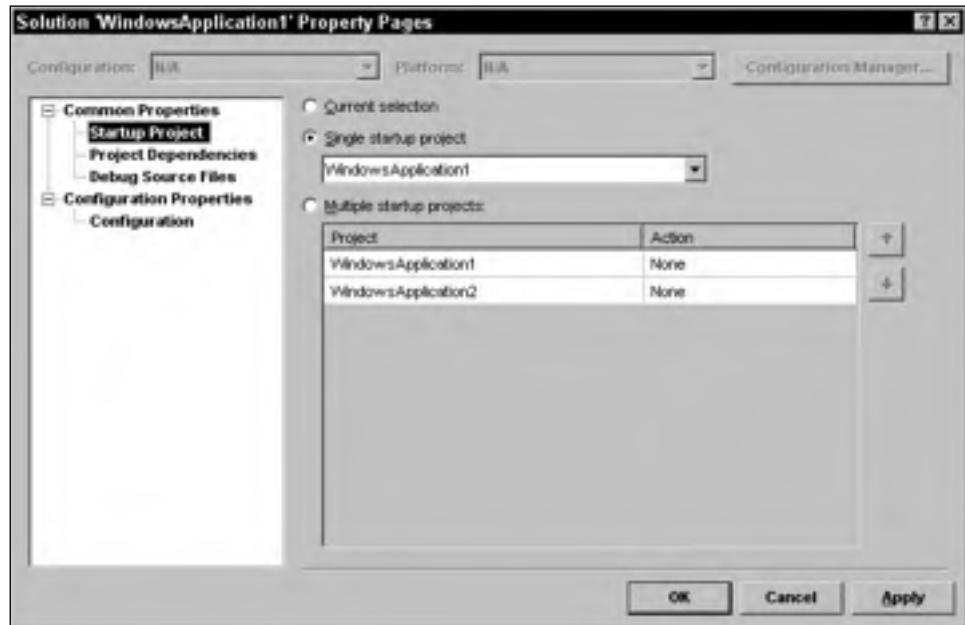 Solution 'WindowsApplication1' Property Pages
Configuration: N/A Platform: N/A Configuration Manager...
Common Properties
Startup Project
Project Dependencies
Debug Source Files
Configuration Properties
Configuration
Current selection
Single startup project
WindowsApplication1
Multiple startup projects:
Project Action
WindowsApplication1 None
WindowsApplication2 None
OK Cancel Apply